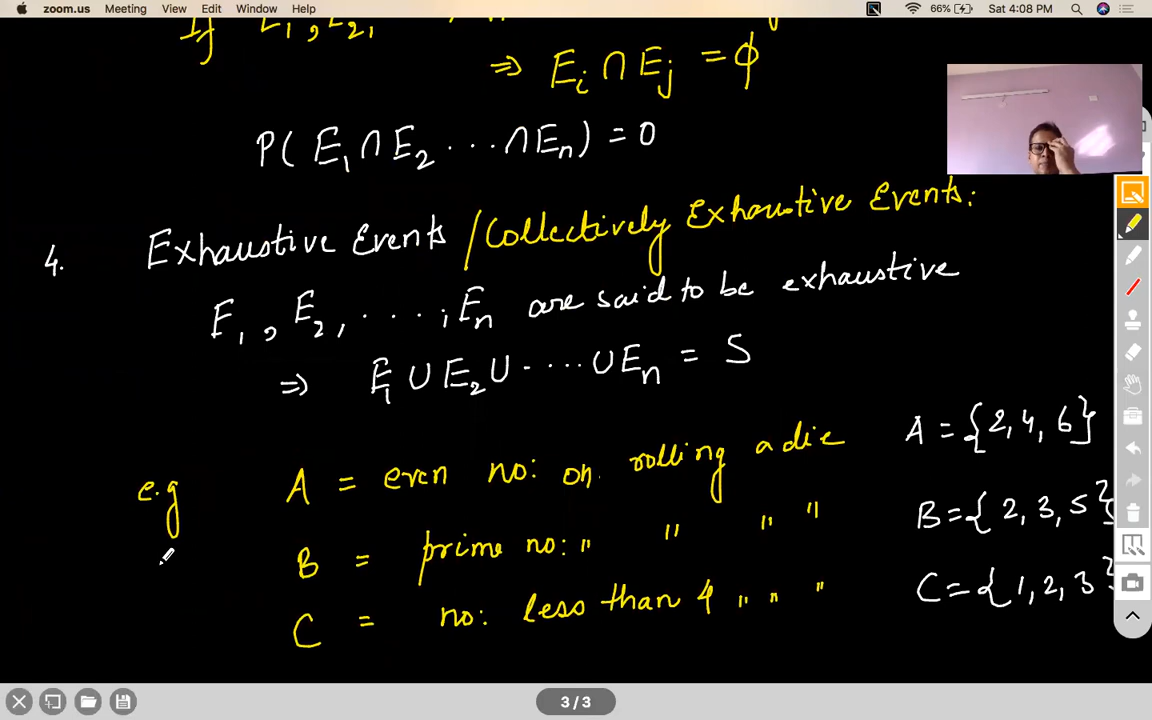 zoom.us Meeting View Edit Window Help 66% Sat 4:08 PM
If E₁, E₂,
⇒ Eᵢ ∩ Eⱼ = ϕ
P( E₁ ∩ E₂ ... ∩ Eₙ) = 0
4. Exhaustive Events /Collectively Exhaustive Events:
E₁, E₂, ...., Eₙ are said to be exhaustive
⇒ E₁ ∪ E₂ ∪ ..... ∪ Eₙ = S
e.g A = even no: on rolling a die A = {2, 4, 6}
B = prime no: " " " " B = { 2, 3, 5}
C = no: less than 4 " " " C = {1, 2, 3}
3 / 3